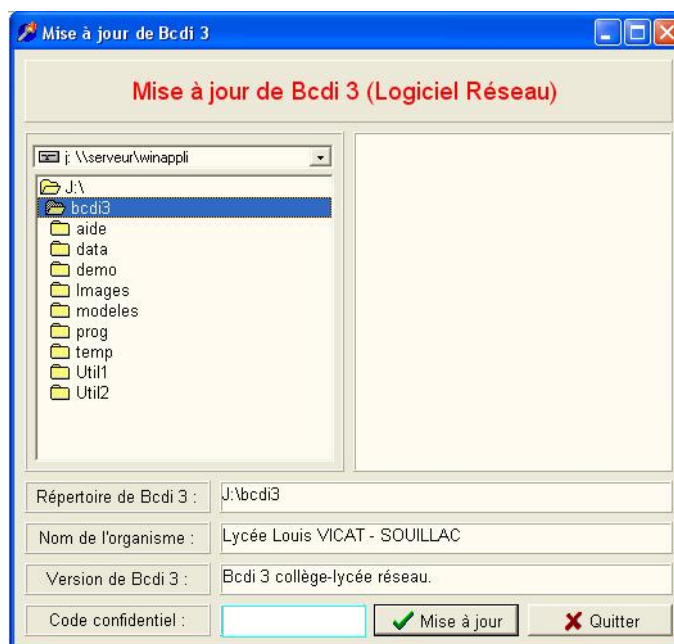 Mise à jour de Bcdi 3
Mise à jour de Bcdi 3 (Logiciel Réseau)
j: \\serveur\winappli
J:\
bcdi3
aide
data
demo
Images
modeles
prog
temp
Util1
Util2
Répertoire de Bcdi 3 : J:\bcdi3
Nom de l'organisme : Lycée Louis VICAT - SOUILLAC
Version de Bcdi 3 : Bcdi 3 collège-lycée réseau.
Code confidentiel : Mise à jour Quitter